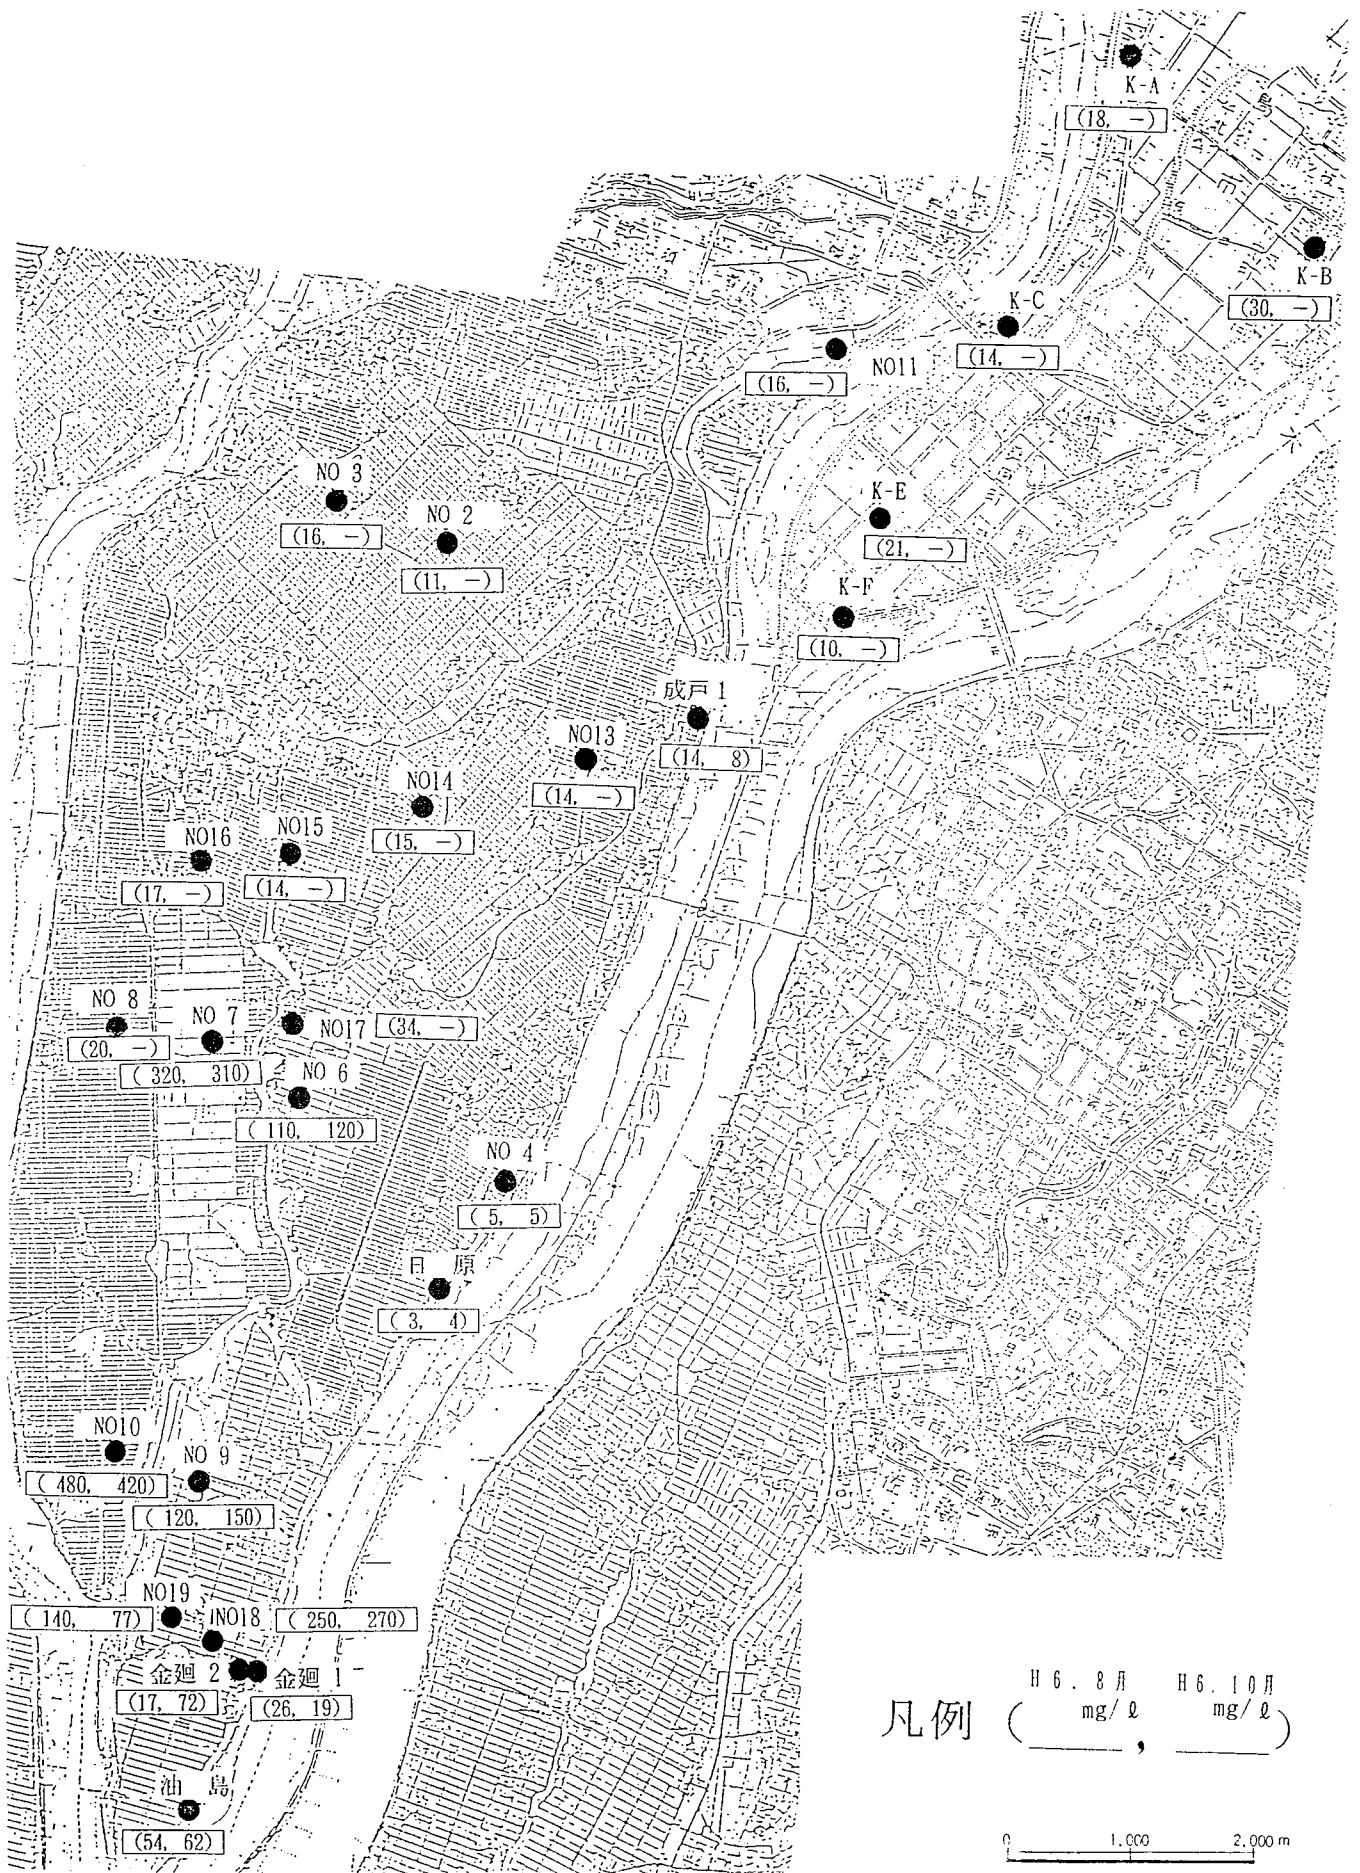 K-A
(18, -)
K-B
(30, -)
K-C
(14, -)
NO11
(16, -)
NO 3
(16, -)
NO 2
(11, -)
K-E
(21, -)
K-F
(10, -)
成戸 1
(14, 8)
NO13
(14, -)
NO14
(15, -)
NO15
(14, -)
NO16
(17, -)
NO 8
(20, -)
NO 7
( 320, 310)
NO17
(34, -)
NO 6
( 110, 120)
NO 4
( 5, 5)
日 原
( 3, 4)
NO10
( 480, 420)
NO 9
( 120, 150)
NO19
( 140, 77)
NO18
( 250, 270)
金廻 2
(17, 72)
金廻 1
(26, 19)
油 島
(54, 62)
凡例
H6.8月 H6.10月
mg/ℓ mg/ℓ
( , )
0 1,000 2,000 m